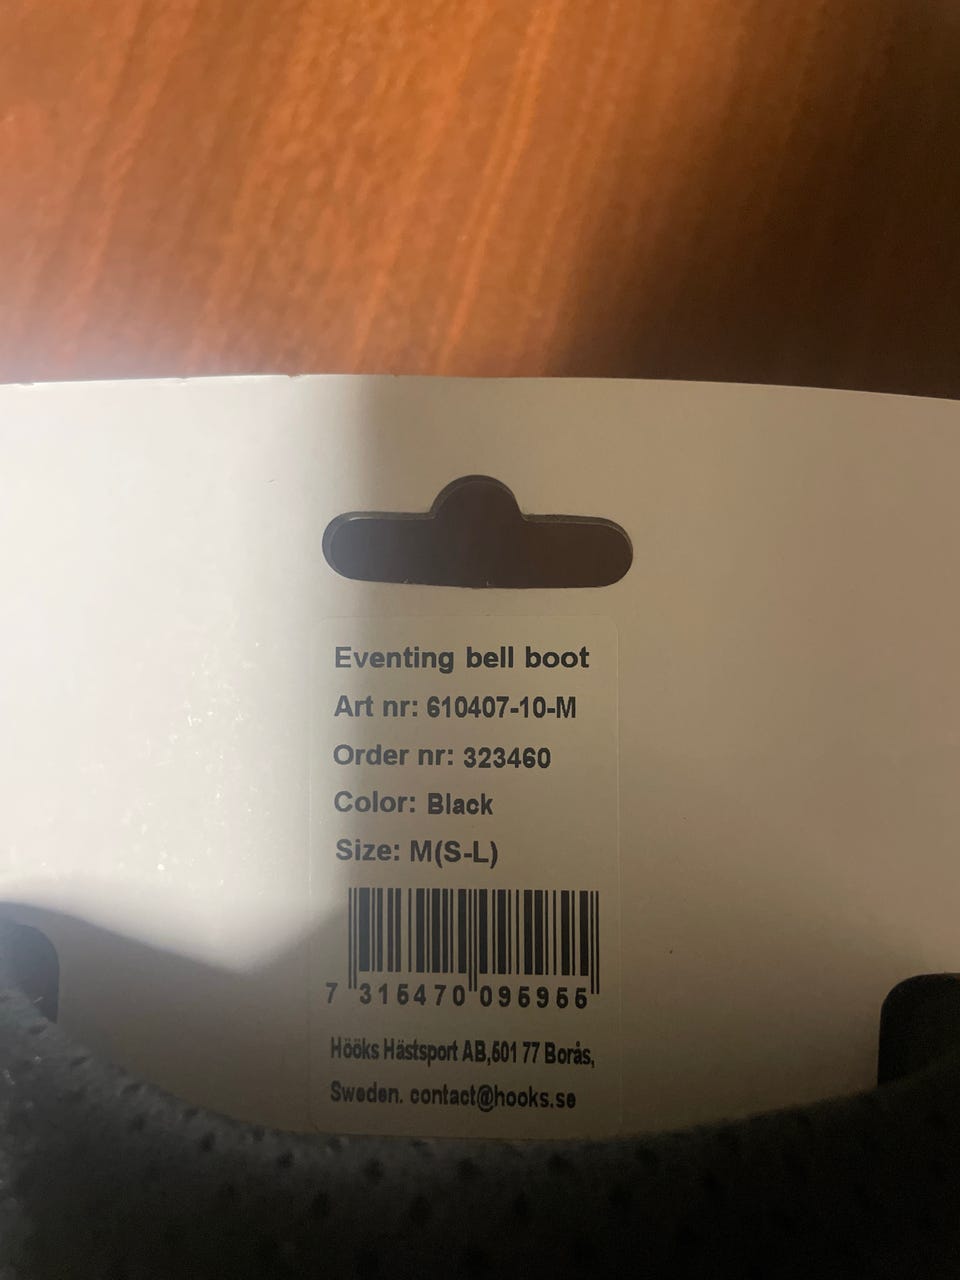 Eventing bell boot
Art nr: 610407-10-M
Order nr: 323460
Color: Black
Size: M(S-L)
7 315470 095955
Hööks Hästsport AB,501 77 Borås,
Sweden. contact@hooks.se